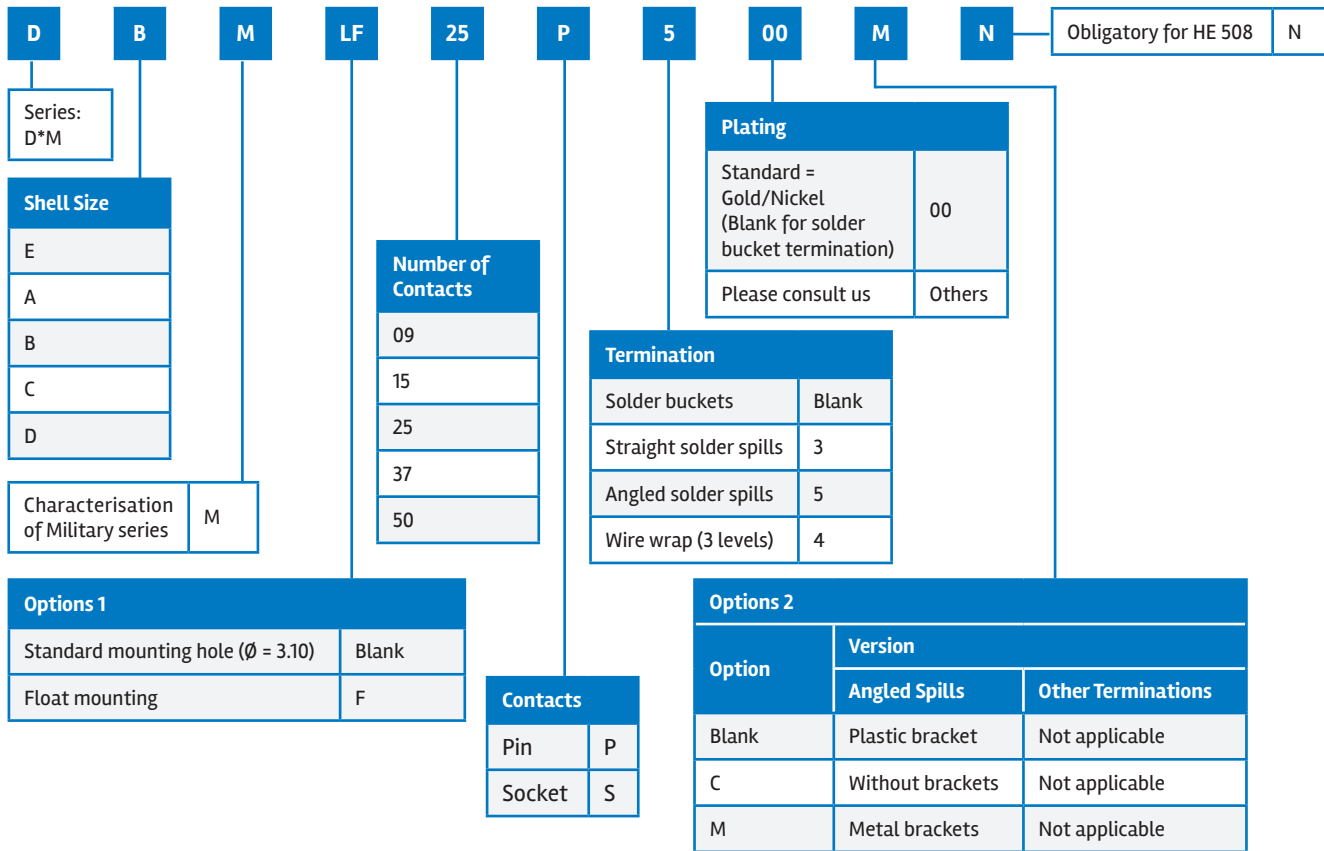 D B M LF 25 P 5 00 M N
Obligatory for HE 508 N
Series:
D*M
Shell Size
E
A
B
C
D
Characterisation
of Military series
M
Options 1
Standard mounting hole (Ø = 3.10) Blank
Float mounting F
Number of
Contacts
09
15
25
37
50
Contacts
Pin P
Socket S
Termination
Solder buckets Blank
Straight solder spills 3
Angled solder spills 5
Wire wrap (3 levels) 4
Plating
Standard =
Gold/Nickel
(Blank for solder
bucket termination)
00
Please consult us Others
Options 2
Option
Version
Angled Spills Other Terminations
Blank Plastic bracket Not applicable
C Without brackets Not applicable
M Metal brackets Not applicable